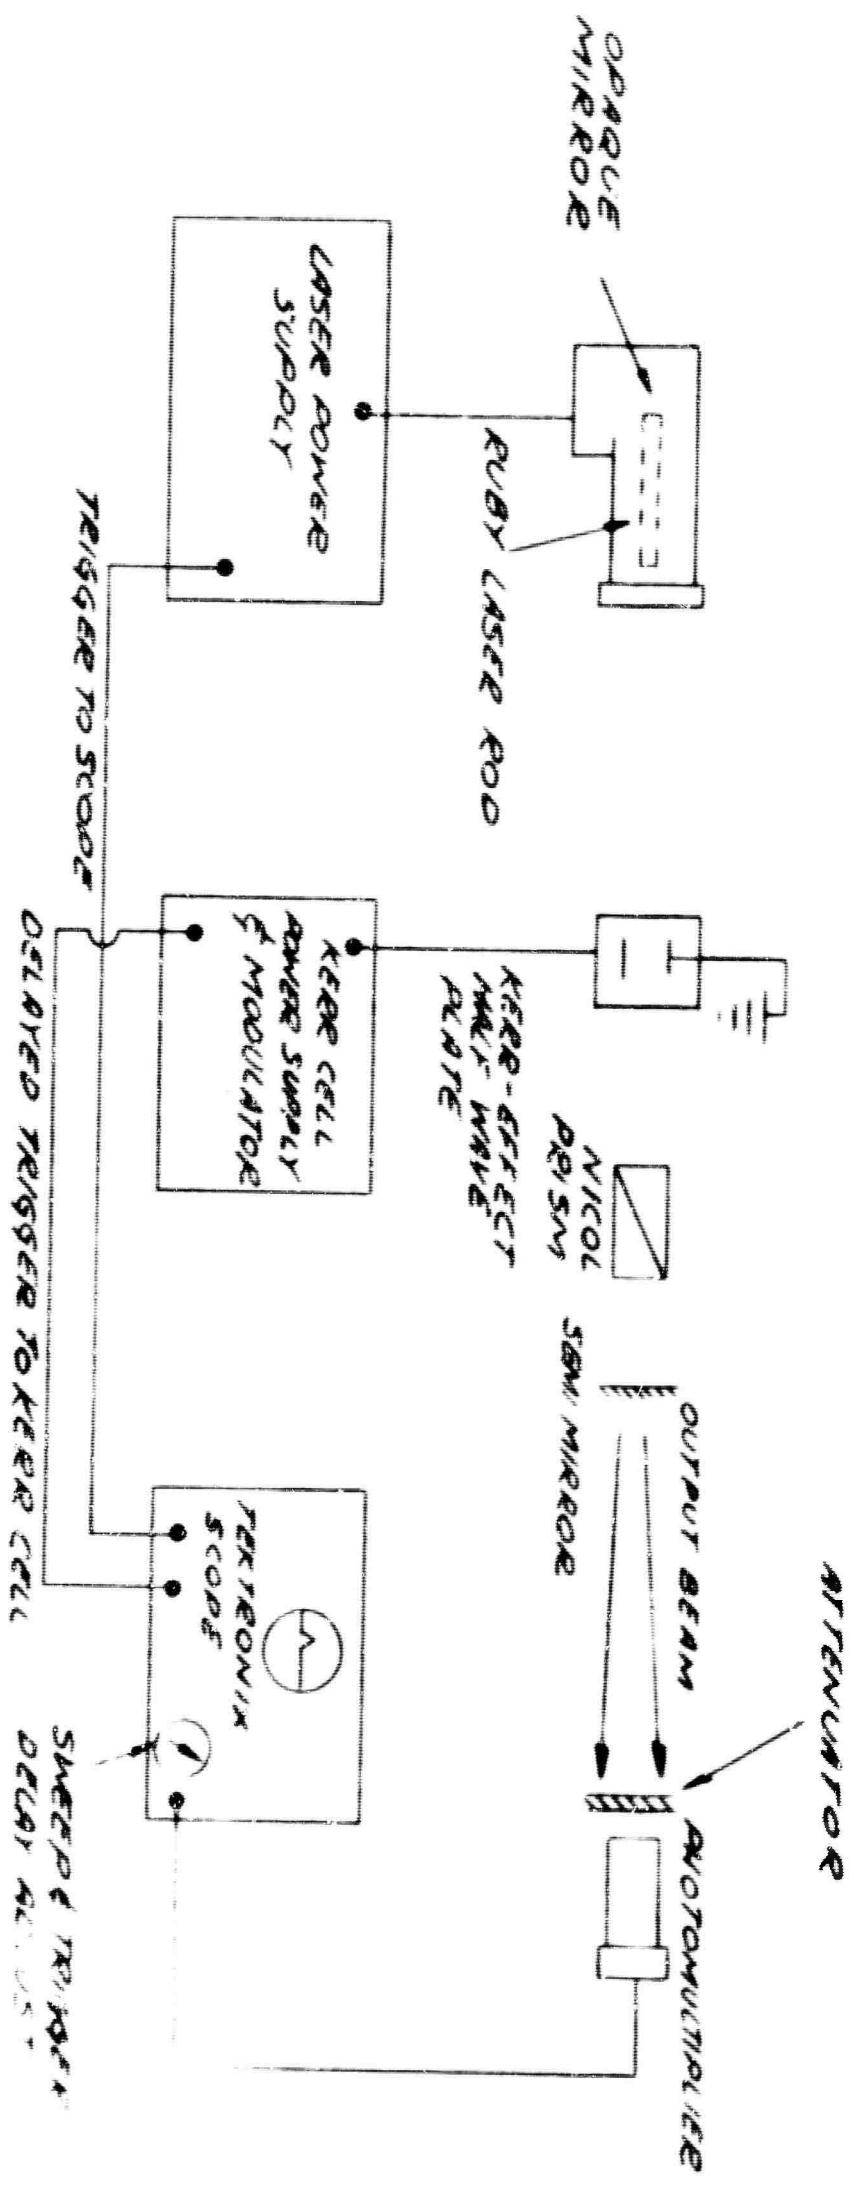 OPAQUE
MIRROR
ATTENUATOR
OUTPUT BEAM
PHOTOMULTIPLIER
NICOL
PRISM
SEMI MIRROR
RUBY LASER ROD
KERR-EFFECT
HALF WAVE
PLATE
LASER POWER
SUPPLY
KERR CELL
POWER SUPPLY
& MODULATOR
TEKTRONIX
SCOPE
TRIGGER TO SCOPE
DELAYED TRIGGER TO KERR CELL
SWEEP & TRIGGER
DELAY